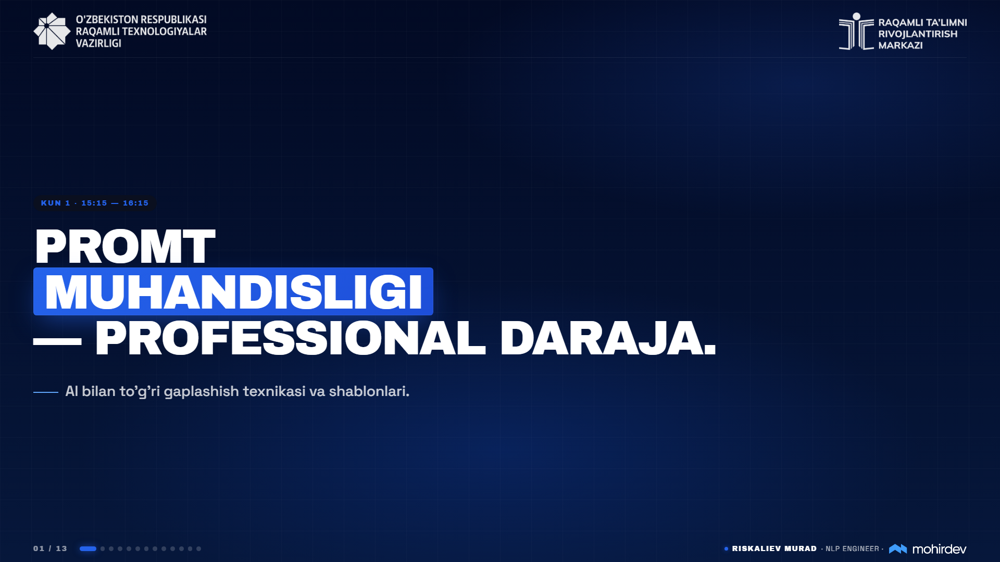 O'ZBEKISTON RESPUBLIKASI
RAQAMLI TEXNOLOGIYALAR
VAZIRLIGI
RAQAMLI TA'LIMNI
RIVOJLANTIRISH
MARKAZI
KUN 1 · 15:15 — 16:15
PROMT
MUHANDISLIGI
— PROFESSIONAL DARAJA.
AI bilan to’g’ri gaplashish texnikasi va shablonlari.
01 / 13
RISKALIEV MURAD · NLP ENGINEER · mohirdev